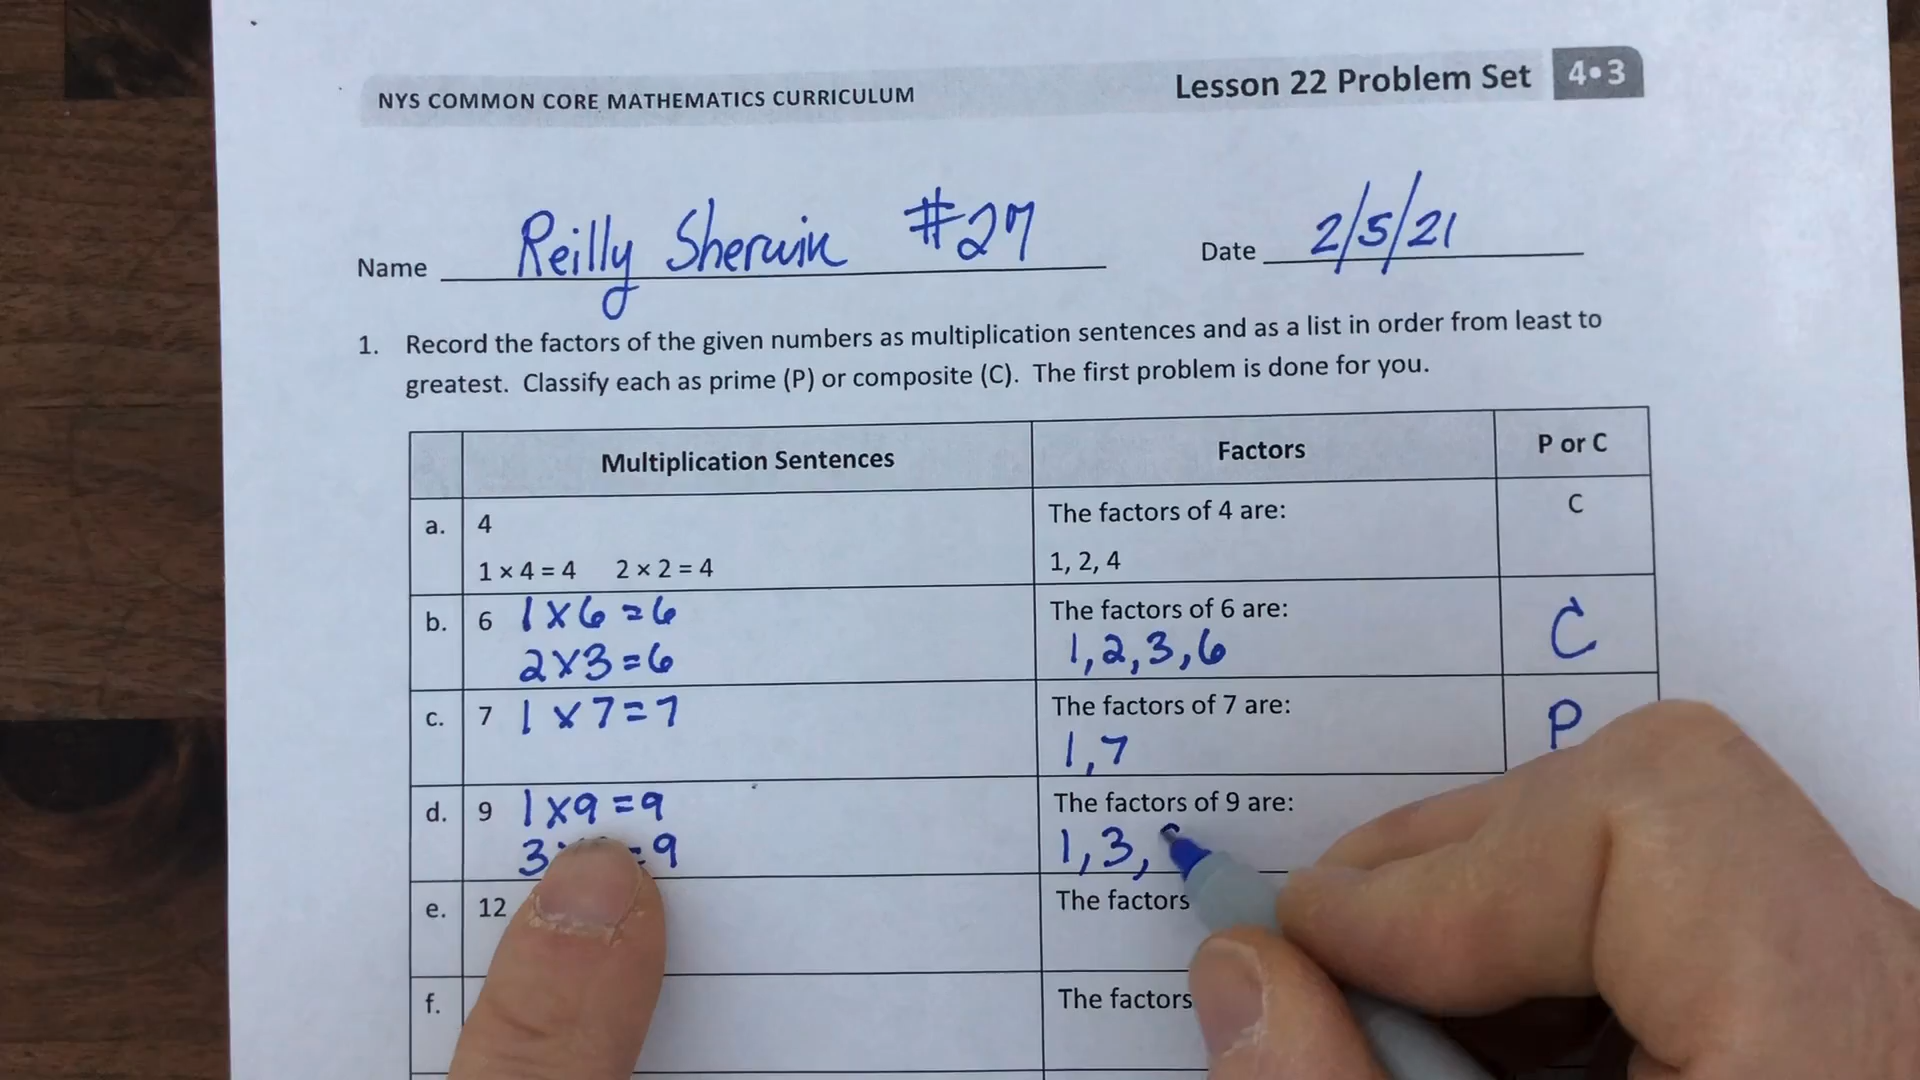 NYS COMMON CORE MATHEMATICS CURRICULUM Lesson 22 Problem Set 4•3
Name Reilly Sherwin #27 Date 2/5/21
1. Record the factors of the given numbers as multiplication sentences and as a list in order from least to
greatest. Classify each as prime (P) or composite (C). The first problem is done for you.
Multiplication Sentences Factors P or C
a. 4 The factors of 4 are: C
1 × 4 = 4 2 × 2 = 4 1, 2, 4
b. 6 1 x 6 = 6 The factors of 6 are: C
2 x 3 = 6 1, 2, 3, 6
c. 7 1 x 7 = 7 The factors of 7 are: P
1, 7
d. 9 1 x 9 = 9 The factors of 9 are:
3 = 9 1, 3,
e. 12 The factors
f. The factors